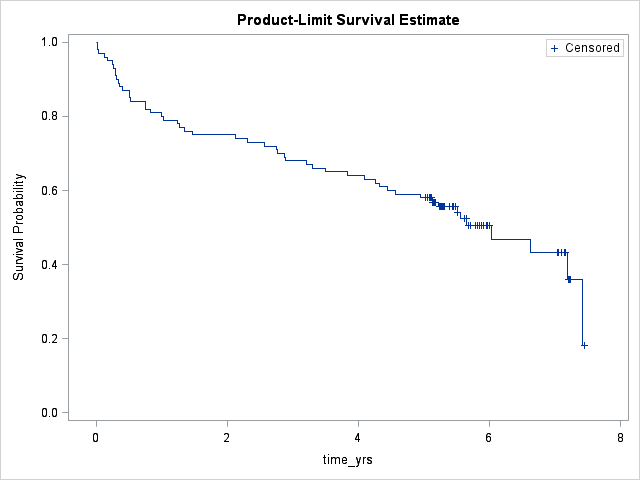 Product-Limit Survival Estimate
+ Censored
1.0
0.8
0.6
0.4
0.2
0.0
Survival Probability
0 2 4 6 8
time_yrs